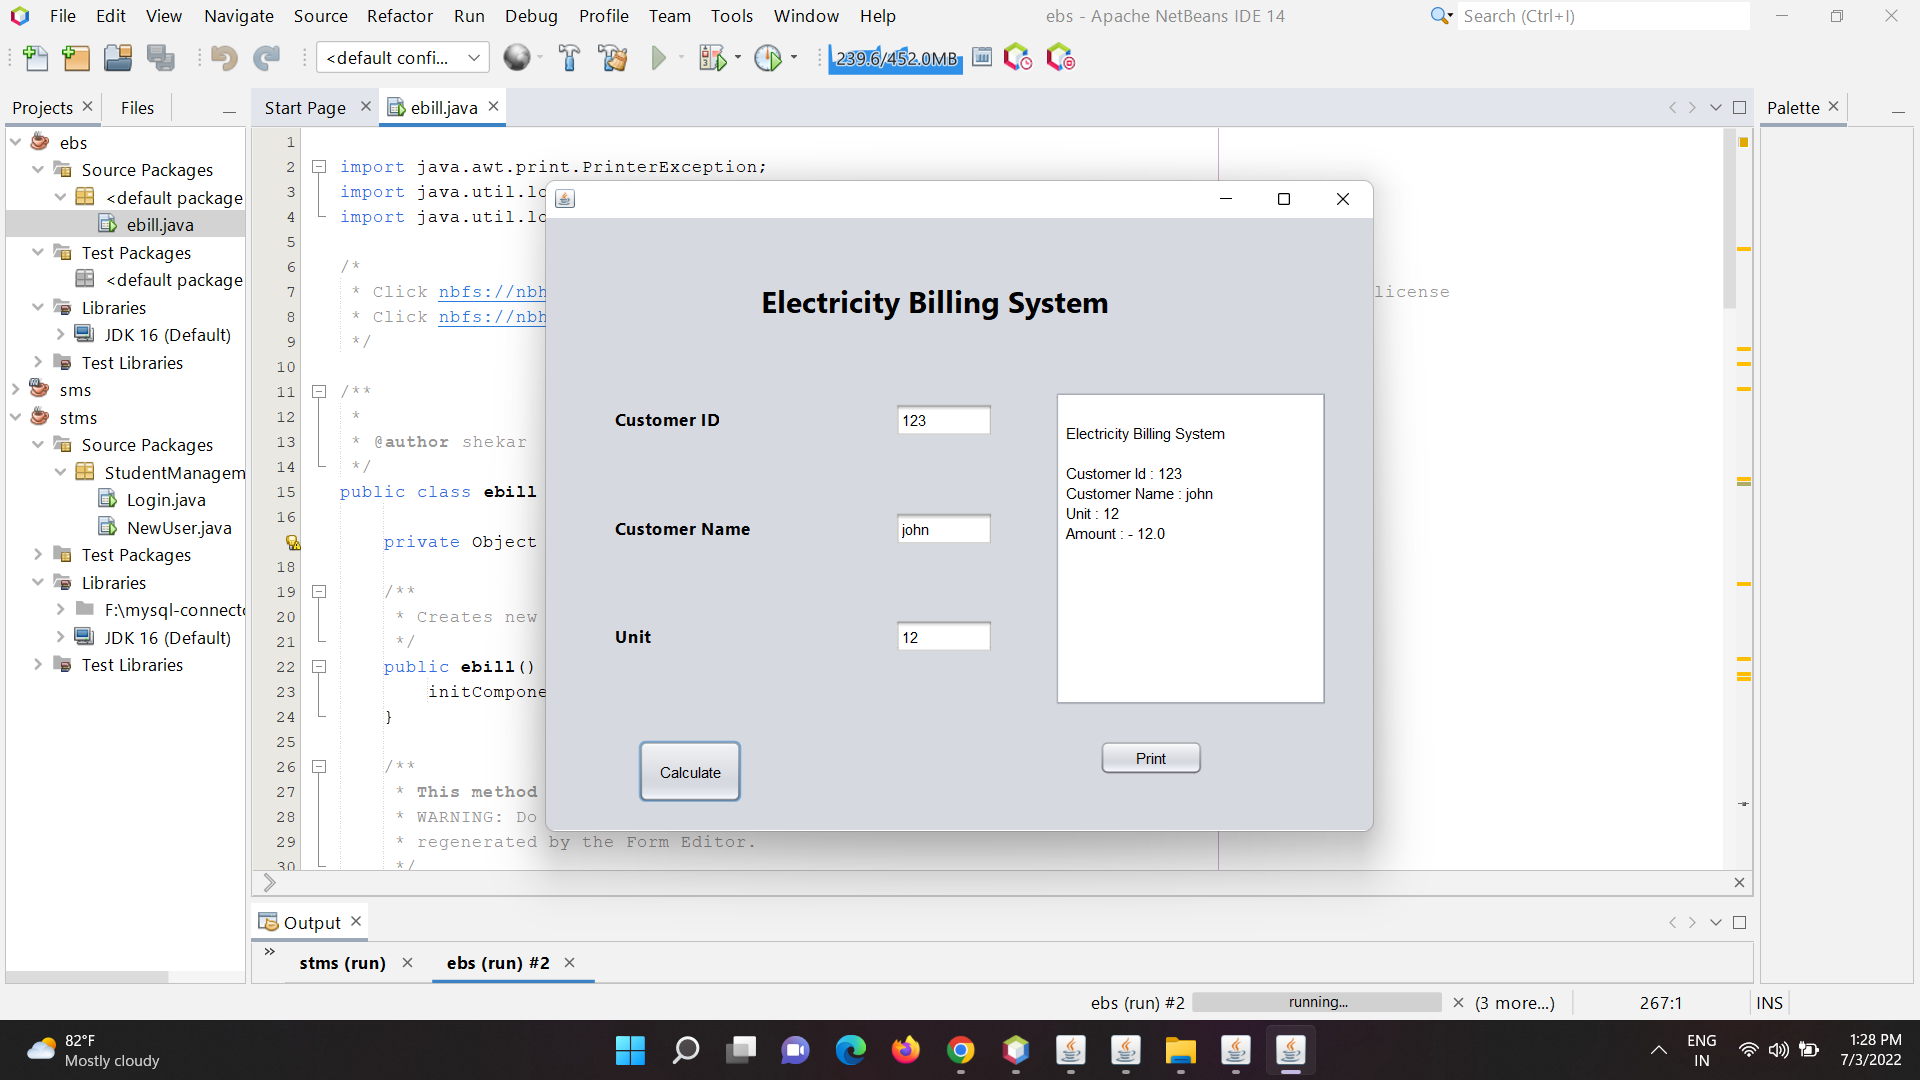 File Edit View Navigate Source Refactor Run Debug Profile Team Tools Window Help
ebs - Apache NetBeans IDE 14
Search (Ctrl+I)
<default confi...
239.6/452.0MB
Projects
Files
Start Page
ebill.java
Palette
ebs
Source Packages
<default package
ebill.java
Test Packages
<default package
Libraries
JDK 16 (Default)
Test Libraries
sms
stms
Source Packages
StudentManagem
Login.java
NewUser.java
Test Packages
Libraries
F:\mysql-connecto
JDK 16 (Default)
Test Libraries
1
2 import java.awt.print.PrinterException;
3 import java.util.lo
4 import java.util.lo
5
6 /*
7 * Click nbfs://nbh license
8 * Click nbfs://nbh
9 */
10
11 /**
12 *
13 * @author shekar
14 */
15 public class ebill
16
private Object
18
19 /**
20 * Creates new
21 */
22 public ebill()
23 initCompone
24 }
25
26 /**
27 * This method
28 * WARNING: Do
29 * regenerated by the Form Editor.
30 */
Electricity Billing System
Customer ID
123
Customer Name
john
Unit
12
Calculate
Electricity Billing System
Customer Id : 123
Customer Name : john
Unit : 12
Amount : - 12.0
Print
Output
stms (run)
ebs (run) #2
ebs (run) #2
running...
(3 more...)
267:1
INS
82°F
Mostly cloudy
ENG
IN
1:28 PM
7/3/2022